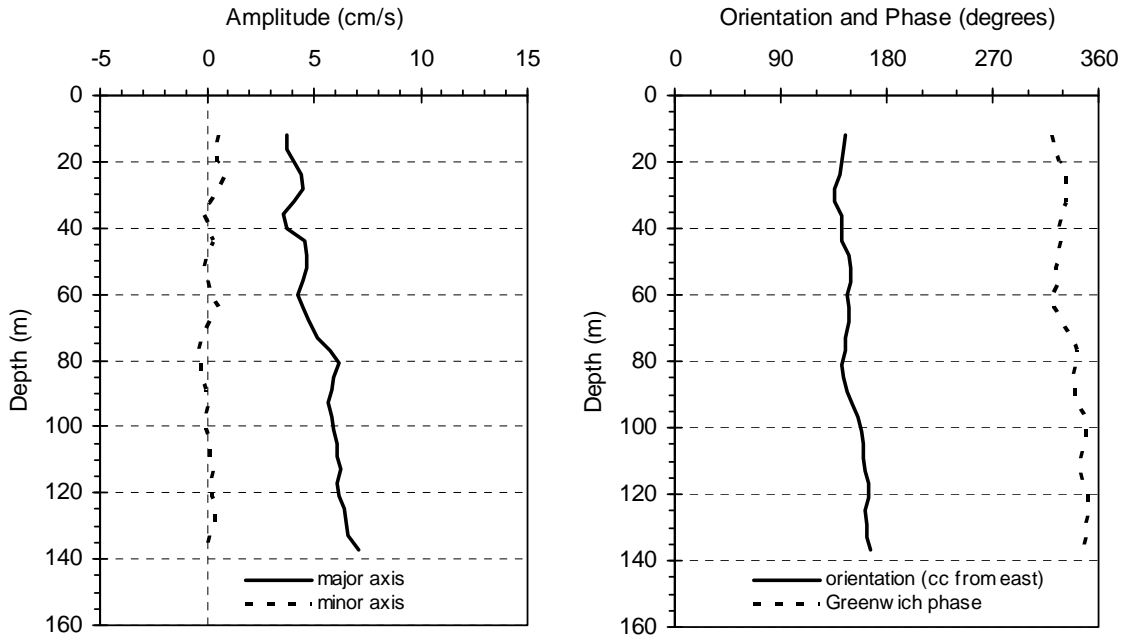 Amplitude (cm/s)
-5 0 5 10 15
0
20
40
60
80
100
120
140
160
Depth (m)
major axis
minor axis
Orientation and Phase (degrees)
0 90 180 270 360
0
20
40
60
80
100
120
140
160
Depth (m)
orientation (cc from east)
Greenwich phase